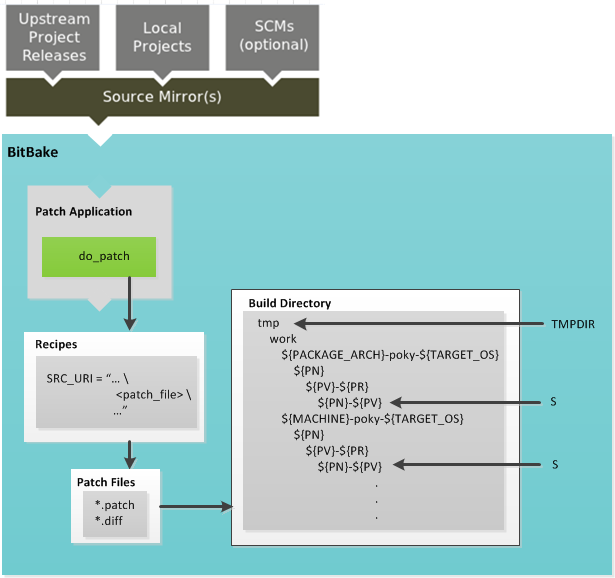 Upstream
Project
Releases
Local
Projects
SCMs
(optional)
Source Mirror(s)
BitBake
Patch Application
do_patch
Recipes
SRC_URI = “... \
<patch_file> \
...”
Patch Files
*.patch
*.diff
Build Directory
tmp
TMPDIR
work
${PACKAGE_ARCH}-poky-${TARGET_OS}
${PN}
${PV}-${PR}
${PN}-${PV}
S
${MACHINE}-poky-${TARGET_OS}
${PN}
${PV}-${PR}
${PN}-${PV}
S
.
.
.